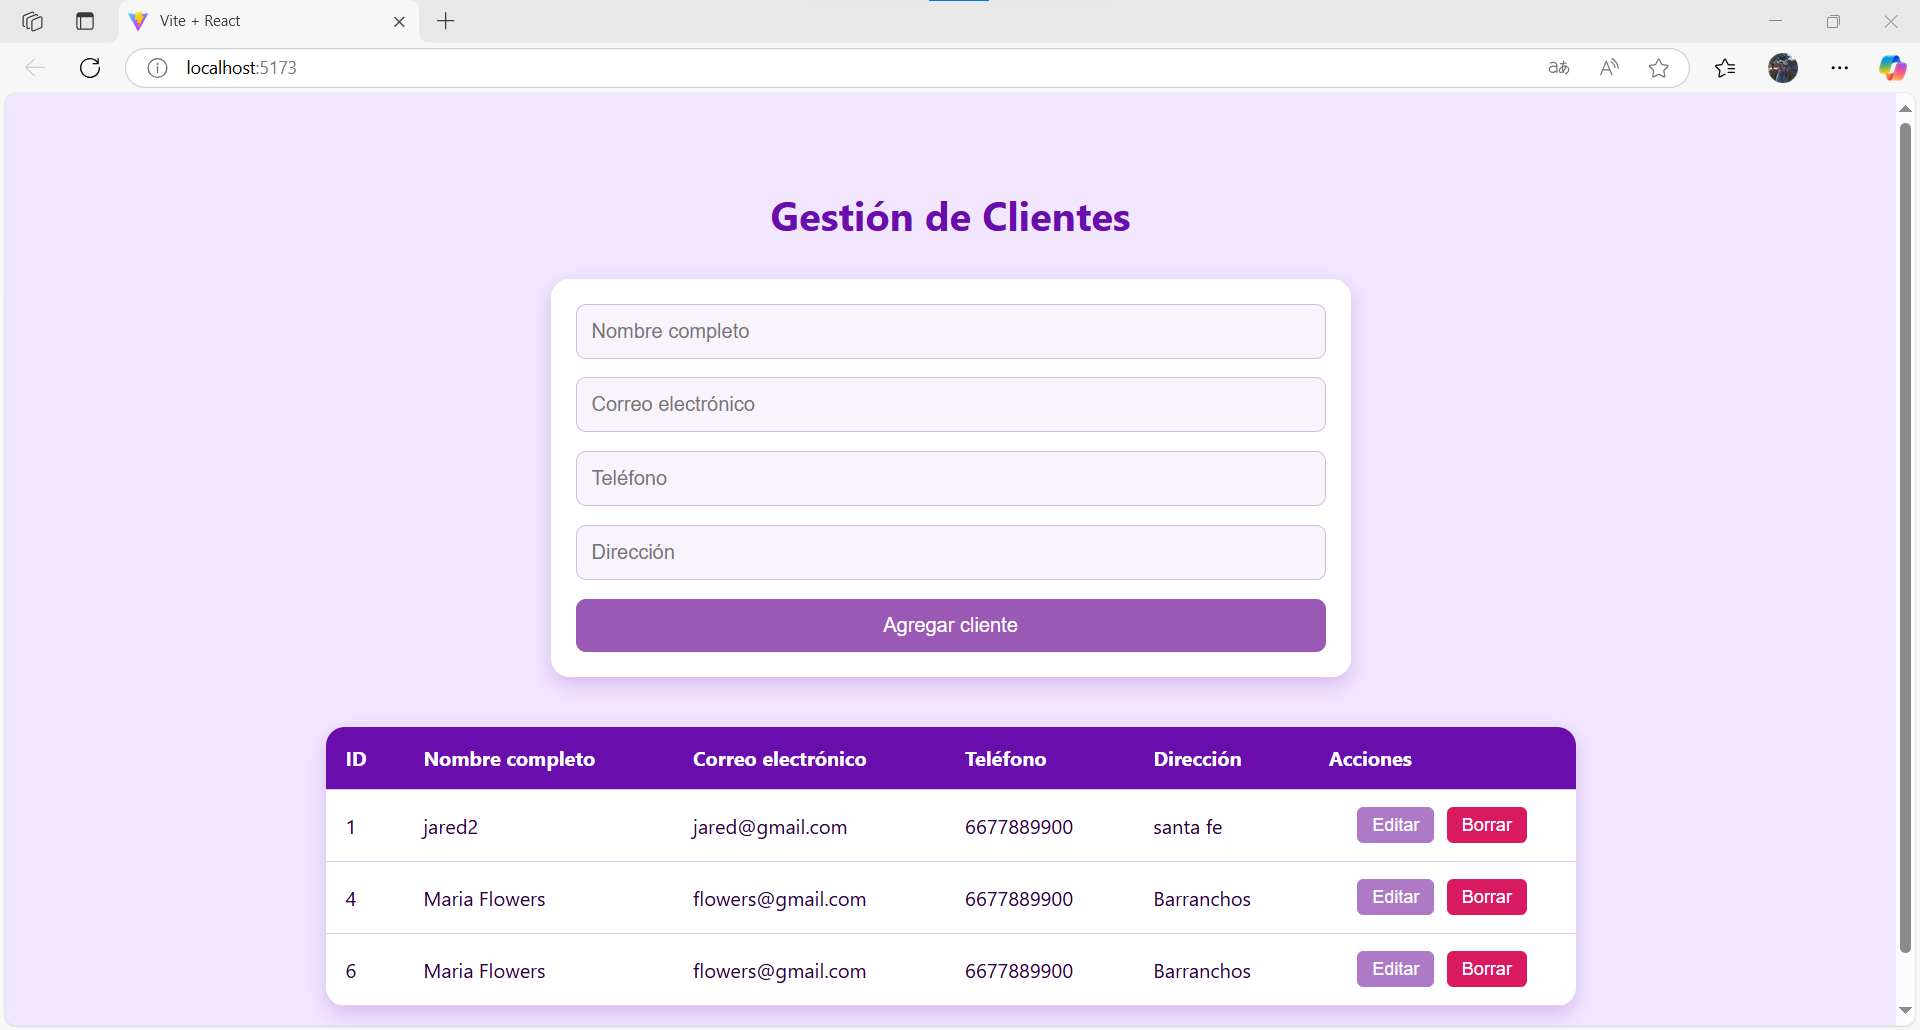 Vite + React
localhost:5173
Gestión de Clientes
Nombre completo
Correo electrónico
Teléfono
Dirección
Agregar cliente
ID Nombre completo Correo electrónico Teléfono Dirección Acciones
1 jared2 jared@gmail.com 6677889900 santa fe Editar Borrar
4 Maria Flowers flowers@gmail.com 6677889900 Barranchos Editar Borrar
6 Maria Flowers flowers@gmail.com 6677889900 Barranchos Editar Borrar